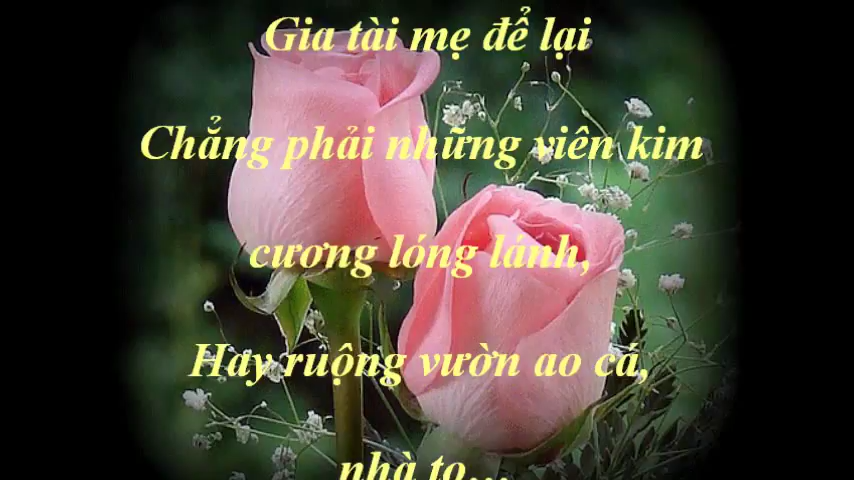 Gia tài mẹ để lại
Chẳng phải những viên kim
cương lóng lánh,
Hay ruộng vườn ao cá,
nhà to...